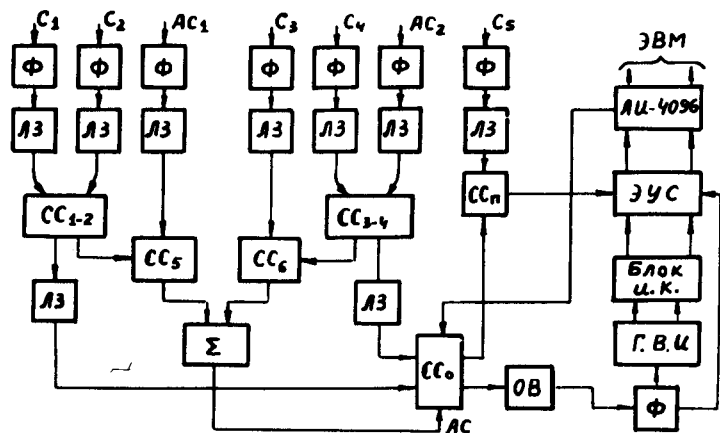 C₁ C₂ AC₁ C₃ C₄ AC₂ C₅ ЭВМ
Ф Ф Ф Ф Ф Ф Ф АИ-4096
ЛЗ ЛЗ ЛЗ ЛЗ ЛЗ ЛЗ ЛЗ
CC₁₋₂ CC₃₋₄ CCп ЭУС
CC₅ CC₆
Блок
И.К.
ЛЗ ЛЗ
Σ CC₀ Г.В.И
ОВ Ф
AC